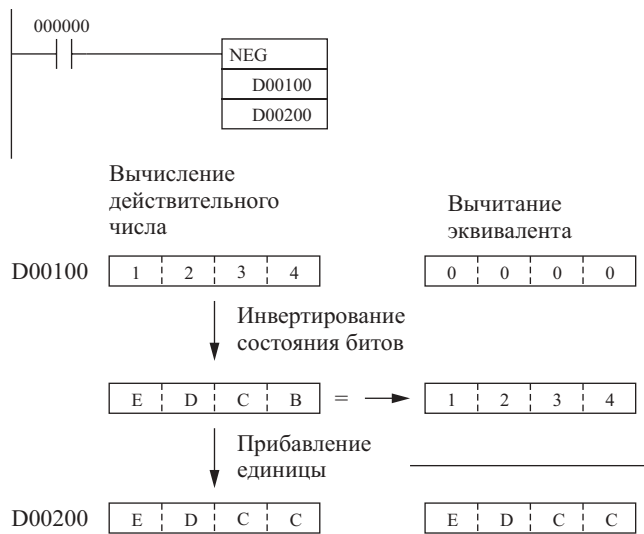 000000
NEG
D00100
D00200
Вычисление
действительного
числа
Вычитание
эквивалента
D00100 1 2 3 4 0 0 0 0
Инвертирование
состояния битов
E D C B = 1 2 3 4
Прибавление
единицы
D00200 E D C C E D C C